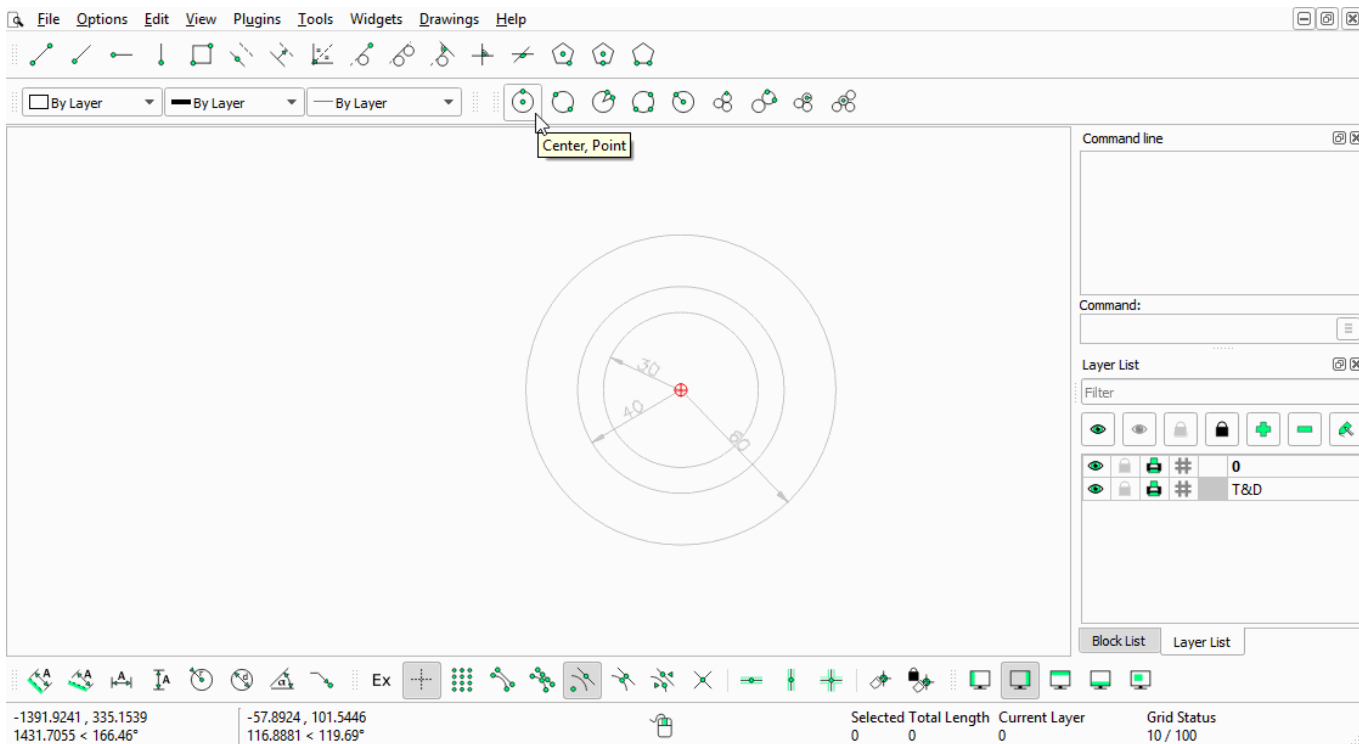 File Options Edit View Plugins Tools Widgets Drawings Help
By Layer By Layer By Layer
Center, Point
Command line
30
40
60
Command:
Layer List
Filter
0
T&D
Block List Layer List
A A A A d α Ex
-1391.9241 , 335.1539 -57.8924 , 101.5446 Selected Total Length Current Layer Grid Status
1431.7055 < 166.46° 116.8881 < 119.69° 0 0 0 10 / 100